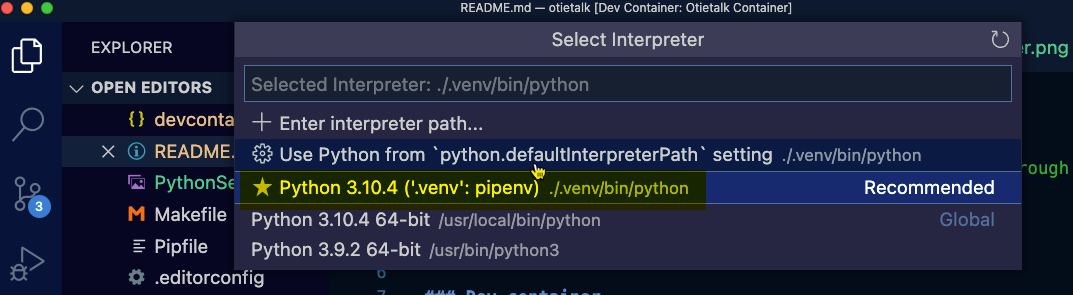 README.md — otietalk [Dev Container: Otietalk Container]
EXPLORER
OPEN EDITORS
{} devconta
README.
PythonSe
Makefile
Pipfile
.editorconfig
3
Select Interpreter
Selected Interpreter: ./.venv/bin/python
+ Enter interpreter path...
Use Python from `python.defaultInterpreterPath` setting ./.venv/bin/python
★ Python 3.10.4 ('.venv': pipenv) ./.venv/bin/python Recommended
Python 3.10.4 64-bit /usr/local/bin/python Global
Python 3.9.2 64-bit /usr/bin/python3
er.png
rough
6